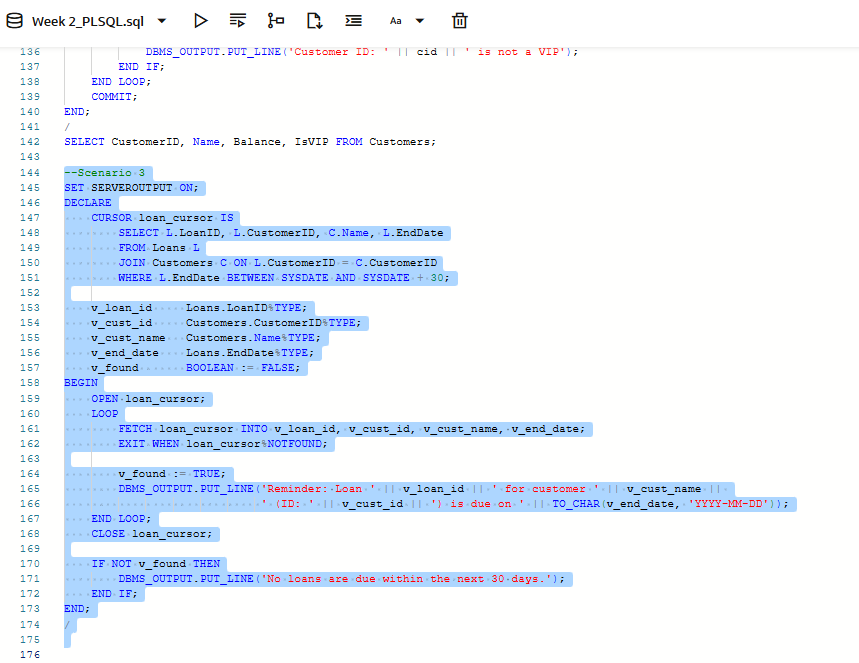 Week 2_PLSQL.sql
Aa
136 DBMS_OUTPUT.PUT_LINE('Customer ID: ' || cid || ' is not a VIP');
137 END IF;
138 END LOOP;
139 COMMIT;
140 END;
141 /
142 SELECT CustomerID, Name, Balance, IsVIP FROM Customers;
143
144 --Scenario 3
145 SET SERVEROUTPUT ON;
146 DECLARE
147 CURSOR loan_cursor IS
148 SELECT L.LoanID, L.CustomerID, C.Name, L.EndDate
149 FROM Loans L
150 JOIN Customers C ON L.CustomerID = C.CustomerID
151 WHERE L.EndDate BETWEEN SYSDATE AND SYSDATE + 30;
152
153 v_loan_id Loans.LoanID%TYPE;
154 v_cust_id Customers.CustomerID%TYPE;
155 v_cust_name Customers.Name%TYPE;
156 v_end_date Loans.EndDate%TYPE;
157 v_found BOOLEAN := FALSE;
158 BEGIN
159 OPEN loan_cursor;
160 LOOP
161 FETCH loan_cursor INTO v_loan_id, v_cust_id, v_cust_name, v_end_date;
162 EXIT WHEN loan_cursor%NOTFOUND;
163
164 v_found := TRUE;
165 DBMS_OUTPUT.PUT_LINE('Reminder: Loan ' || v_loan_id || ' for customer ' || v_cust_name ||
166 ' (ID: ' || v_cust_id || ') is due on ' || TO_CHAR(v_end_date, 'YYYY-MM-DD'));
167 END LOOP;
168 CLOSE loan_cursor;
169
170 IF NOT v_found THEN
171 DBMS_OUTPUT.PUT_LINE('No loans are due within the next 30 days.');
172 END IF;
173 END;
174 /
175
176